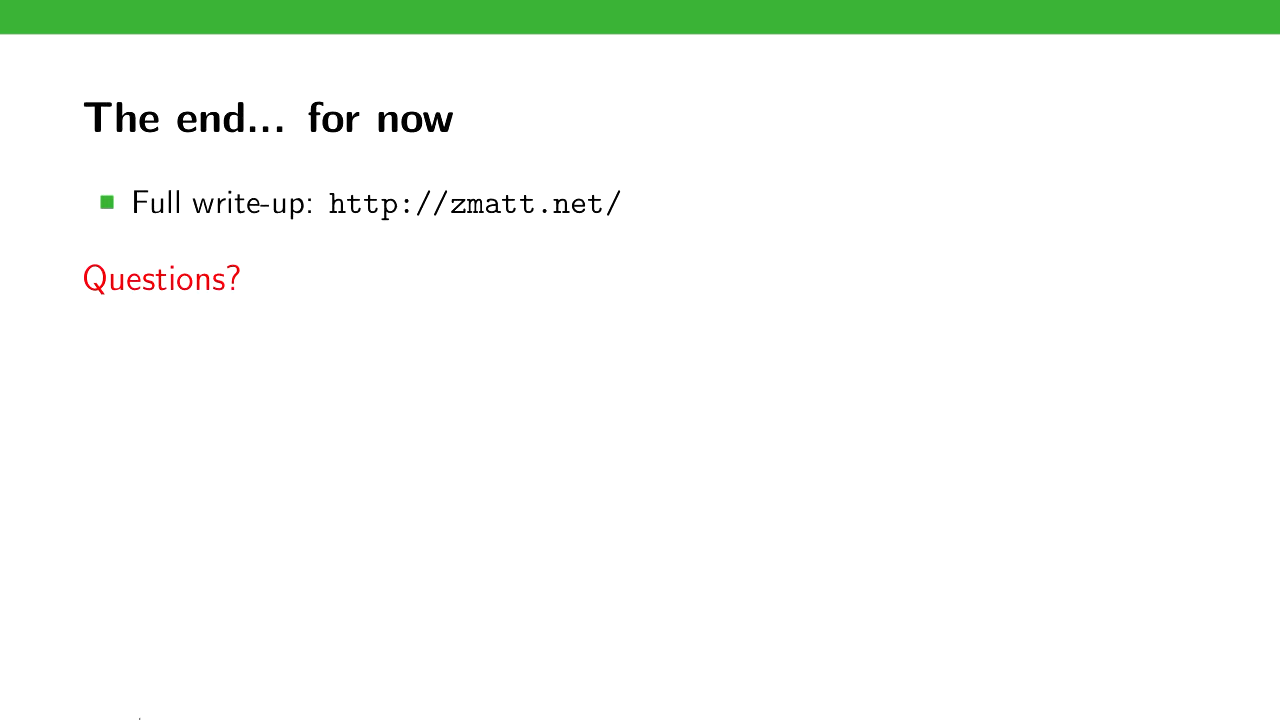 The end... for now
Full write-up: http://zmatt.net/
Questions?